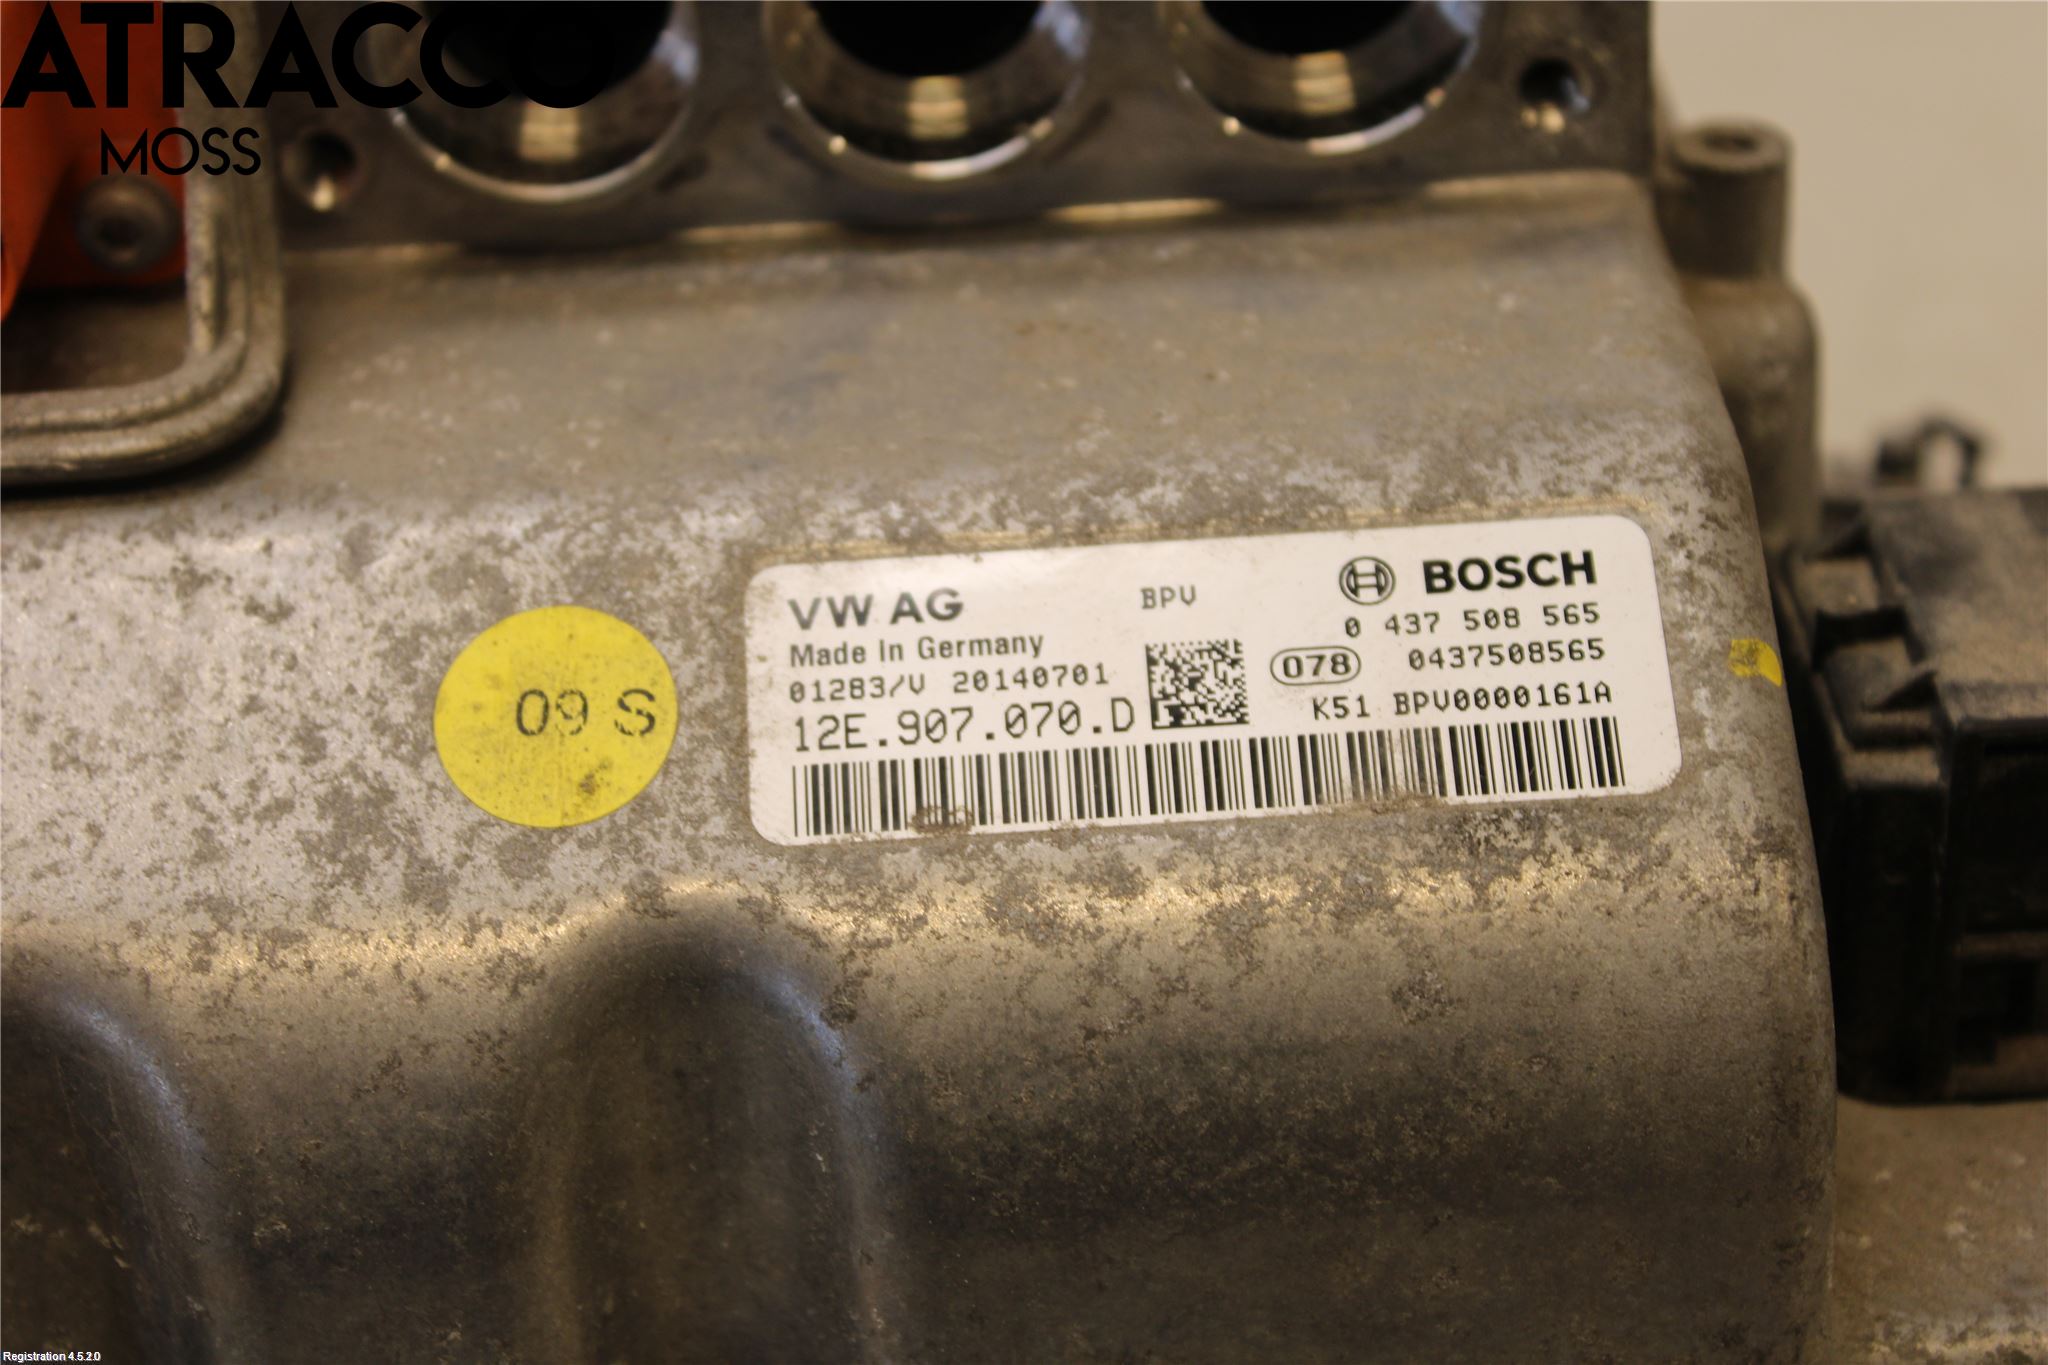 ATRACCO
MOSS
09 S
VW AG
BPV
BOSCH
Made in Germany
0 437 508 565
01283/V 20140701
078
0437508565
12E.907.070.D
K51 BPV0000161A
Registration 4.5.2.0